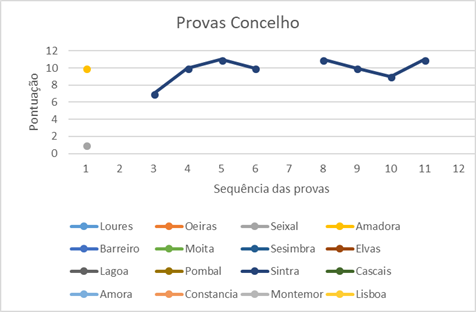 Provas Concelho
Pontuação
12
10
8
6
4
2
0
1 2 3 4 5 6 7 8 9 10 11 12
Sequência das provas
Loures Oeiras Seixal Amadora
Barreiro Moita Sesimbra Elvas
Lagoa Pombal Sintra Cascais
Amora Constancia Montemor Lisboa